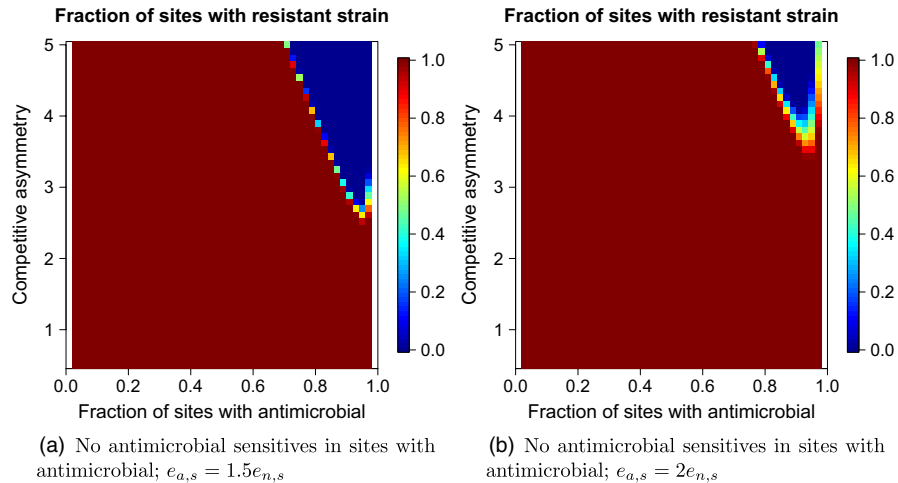 Fraction of sites with resistant strain
Competitive asymmetry
5
4
3
2
1
0.0 0.2 0.4 0.6 0.8 1.0
Fraction of sites with antimicrobial
1.0
0.8
0.6
0.4
0.2
0.0
(a) No antimicrobial sensitives in sites with
antimicrobial; e_{a,s} = 1.5e_{n,s}
Fraction of sites with resistant strain
Competitive asymmetry
5
4
3
2
1
0.0 0.2 0.4 0.6 0.8 1.0
Fraction of sites with antimicrobial
1.0
0.8
0.6
0.4
0.2
0.0
(b) No antimicrobial sensitives in sites with
antimicrobial; e_{a,s} = 2e_{n,s}